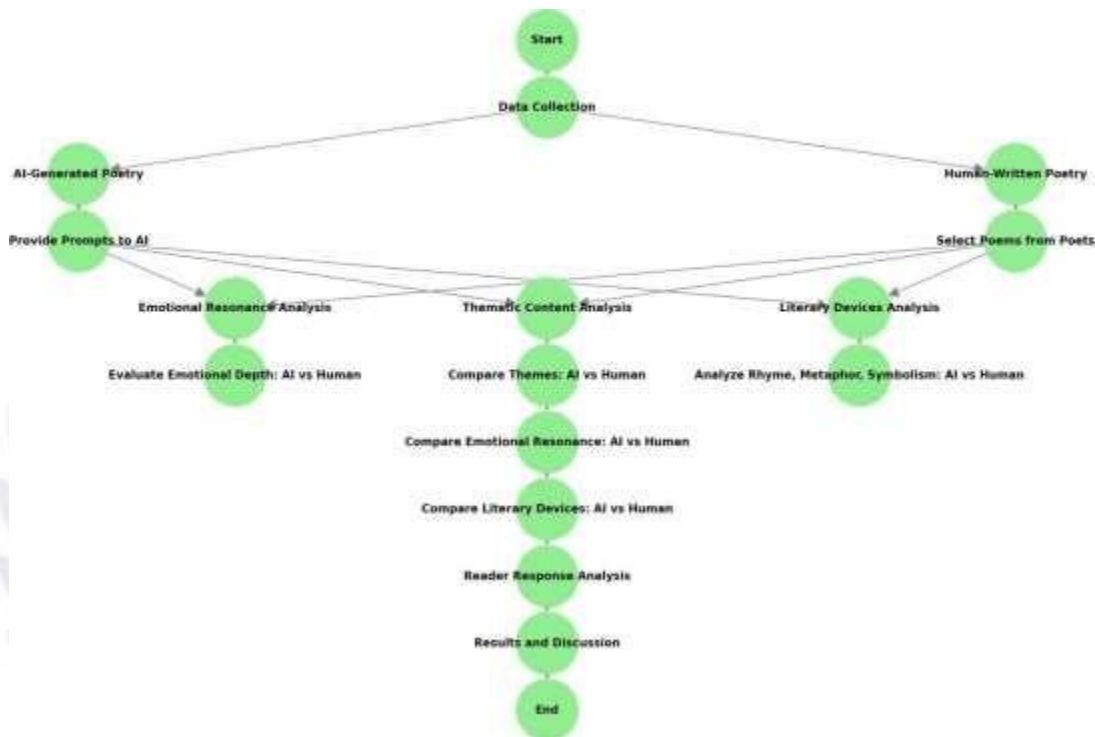 Start
Data Collection
AI-Generated Poetry
Human-Written Poetry
Provide Prompts to AI
Select Poems from Poets
Emotional Resonance Analysis
Thematic Content Analysis
Literary Devices Analysis
Evaluate Emotional Depth: AI vs Human
Compare Themes: AI vs Human
Analyze Rhyme, Metaphor, Symbolism: AI vs Human
Compare Emotional Resonance: AI vs Human
Compare Literary Devices: AI vs Human
Reader Response Analysis
Results and Discussion
End